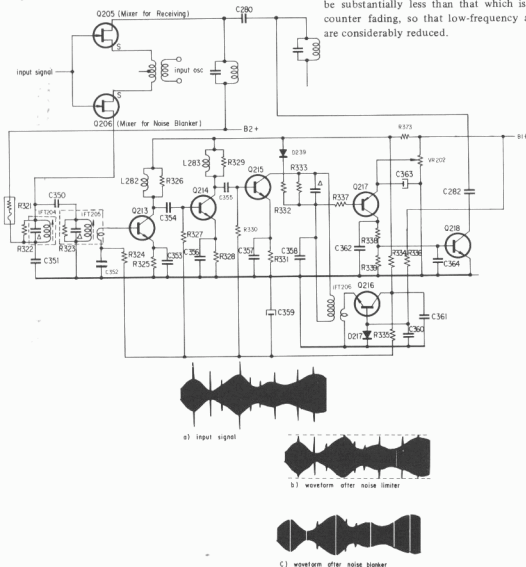 be substantially less than that which is
counter fading, so that low-frequency a
are considerably reduced.
Q205 (Mixer for Receiving)
C280
S
input signal
input osc
S
Q206 (Mixer for Noise Blanker)
B2+
R373
B1
D239
VR202
L282
R326
L283
R329
Q215
R333
C363
R321
C350
Q214
C355
R332
R337
Q217
C282
IFT204
IFT205
Q213
C354
R330
R338
Q218
R322
R323
R324
C353
C356
C357
C358
C362
R334
R336
C364
C351
C352
R325
R327
R328
R331
R339
IFT206
Q216
C361
C359
D217
R335
C360
a) input signal
b) waveform after noise limiter
C) waveform after noise blanker